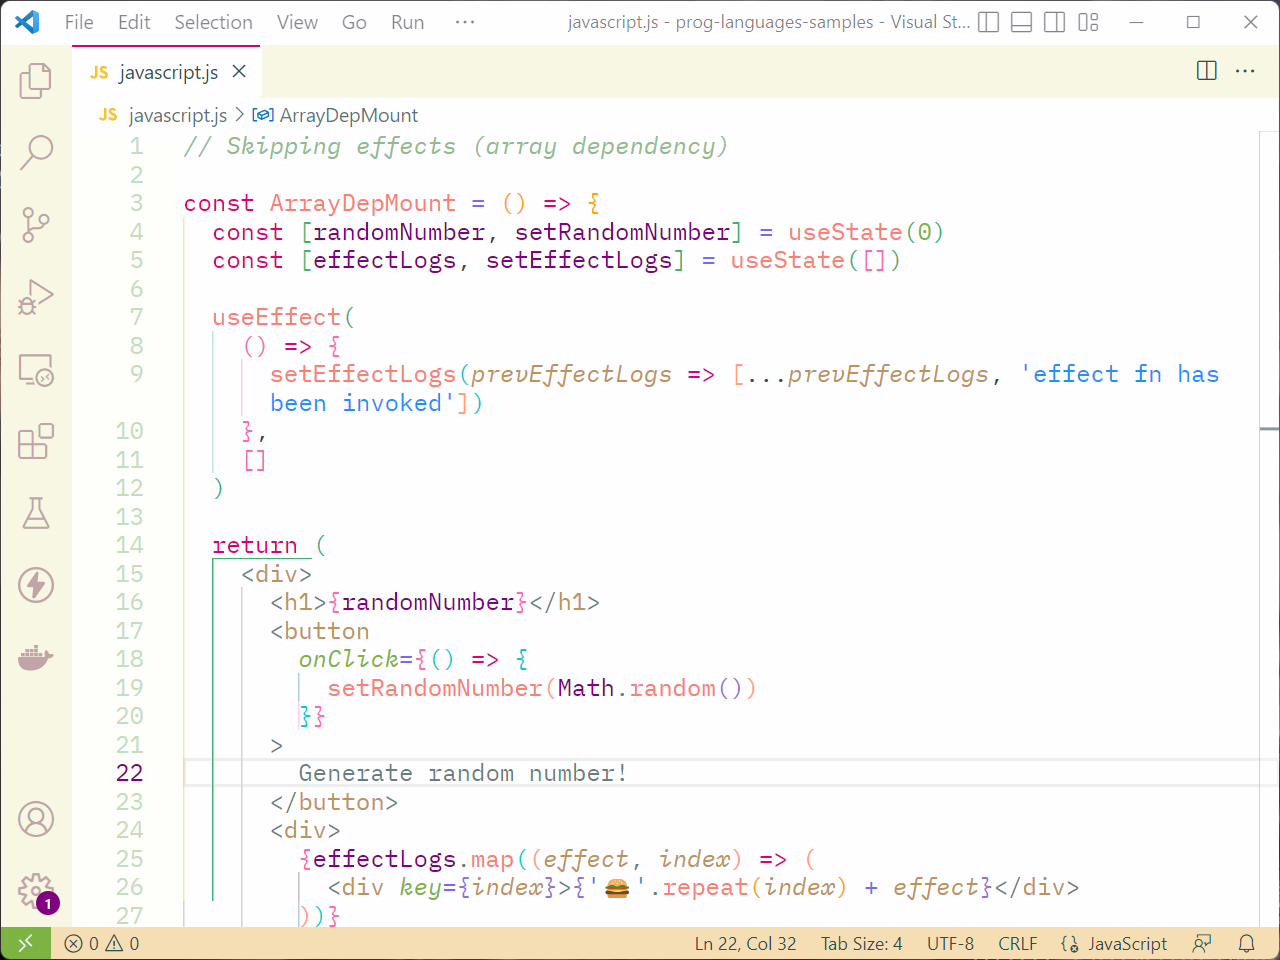 File Edit Selection View Go Run ··· javascript.js - prog-languages-samples - Visual St...
JS javascript.js
JS javascript.js > ArrayDepMount
1 // Skipping effects (array dependency)
2
3 const ArrayDepMount = () => {
4 const [randomNumber, setRandomNumber] = useState(0)
5 const [effectLogs, setEffectLogs] = useState([])
6
7 useEffect(
8 () => {
9 setEffectLogs(prevEffectLogs => [...prevEffectLogs, 'effect fn has
been invoked'])
10 },
11 []
12 )
13
14 return (
15 <div>
16 <h1>{randomNumber}</h1>
17 <button
18 onClick={() => {
19 setRandomNumber(Math.random())
20 }}
21 >
22 Generate random number!
23 </button>
24 <div>
25 {effectLogs.map((effect, index) => (
26 <div key={index}>{'🍔'.repeat(index) + effect}</div>
27 ))}
1
0 0 Ln 22, Col 32 Tab Size: 4 UTF-8 CRLF JavaScript